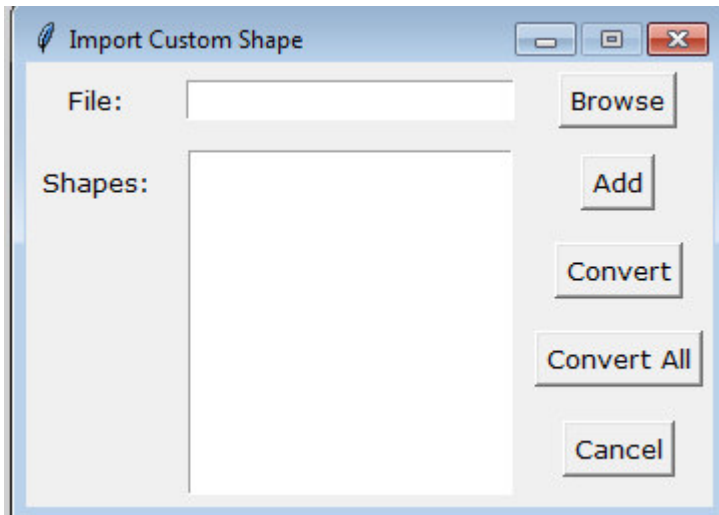 Import Custom Shape
File:
Browse
Shapes:
Add
Convert
Convert All
Cancel